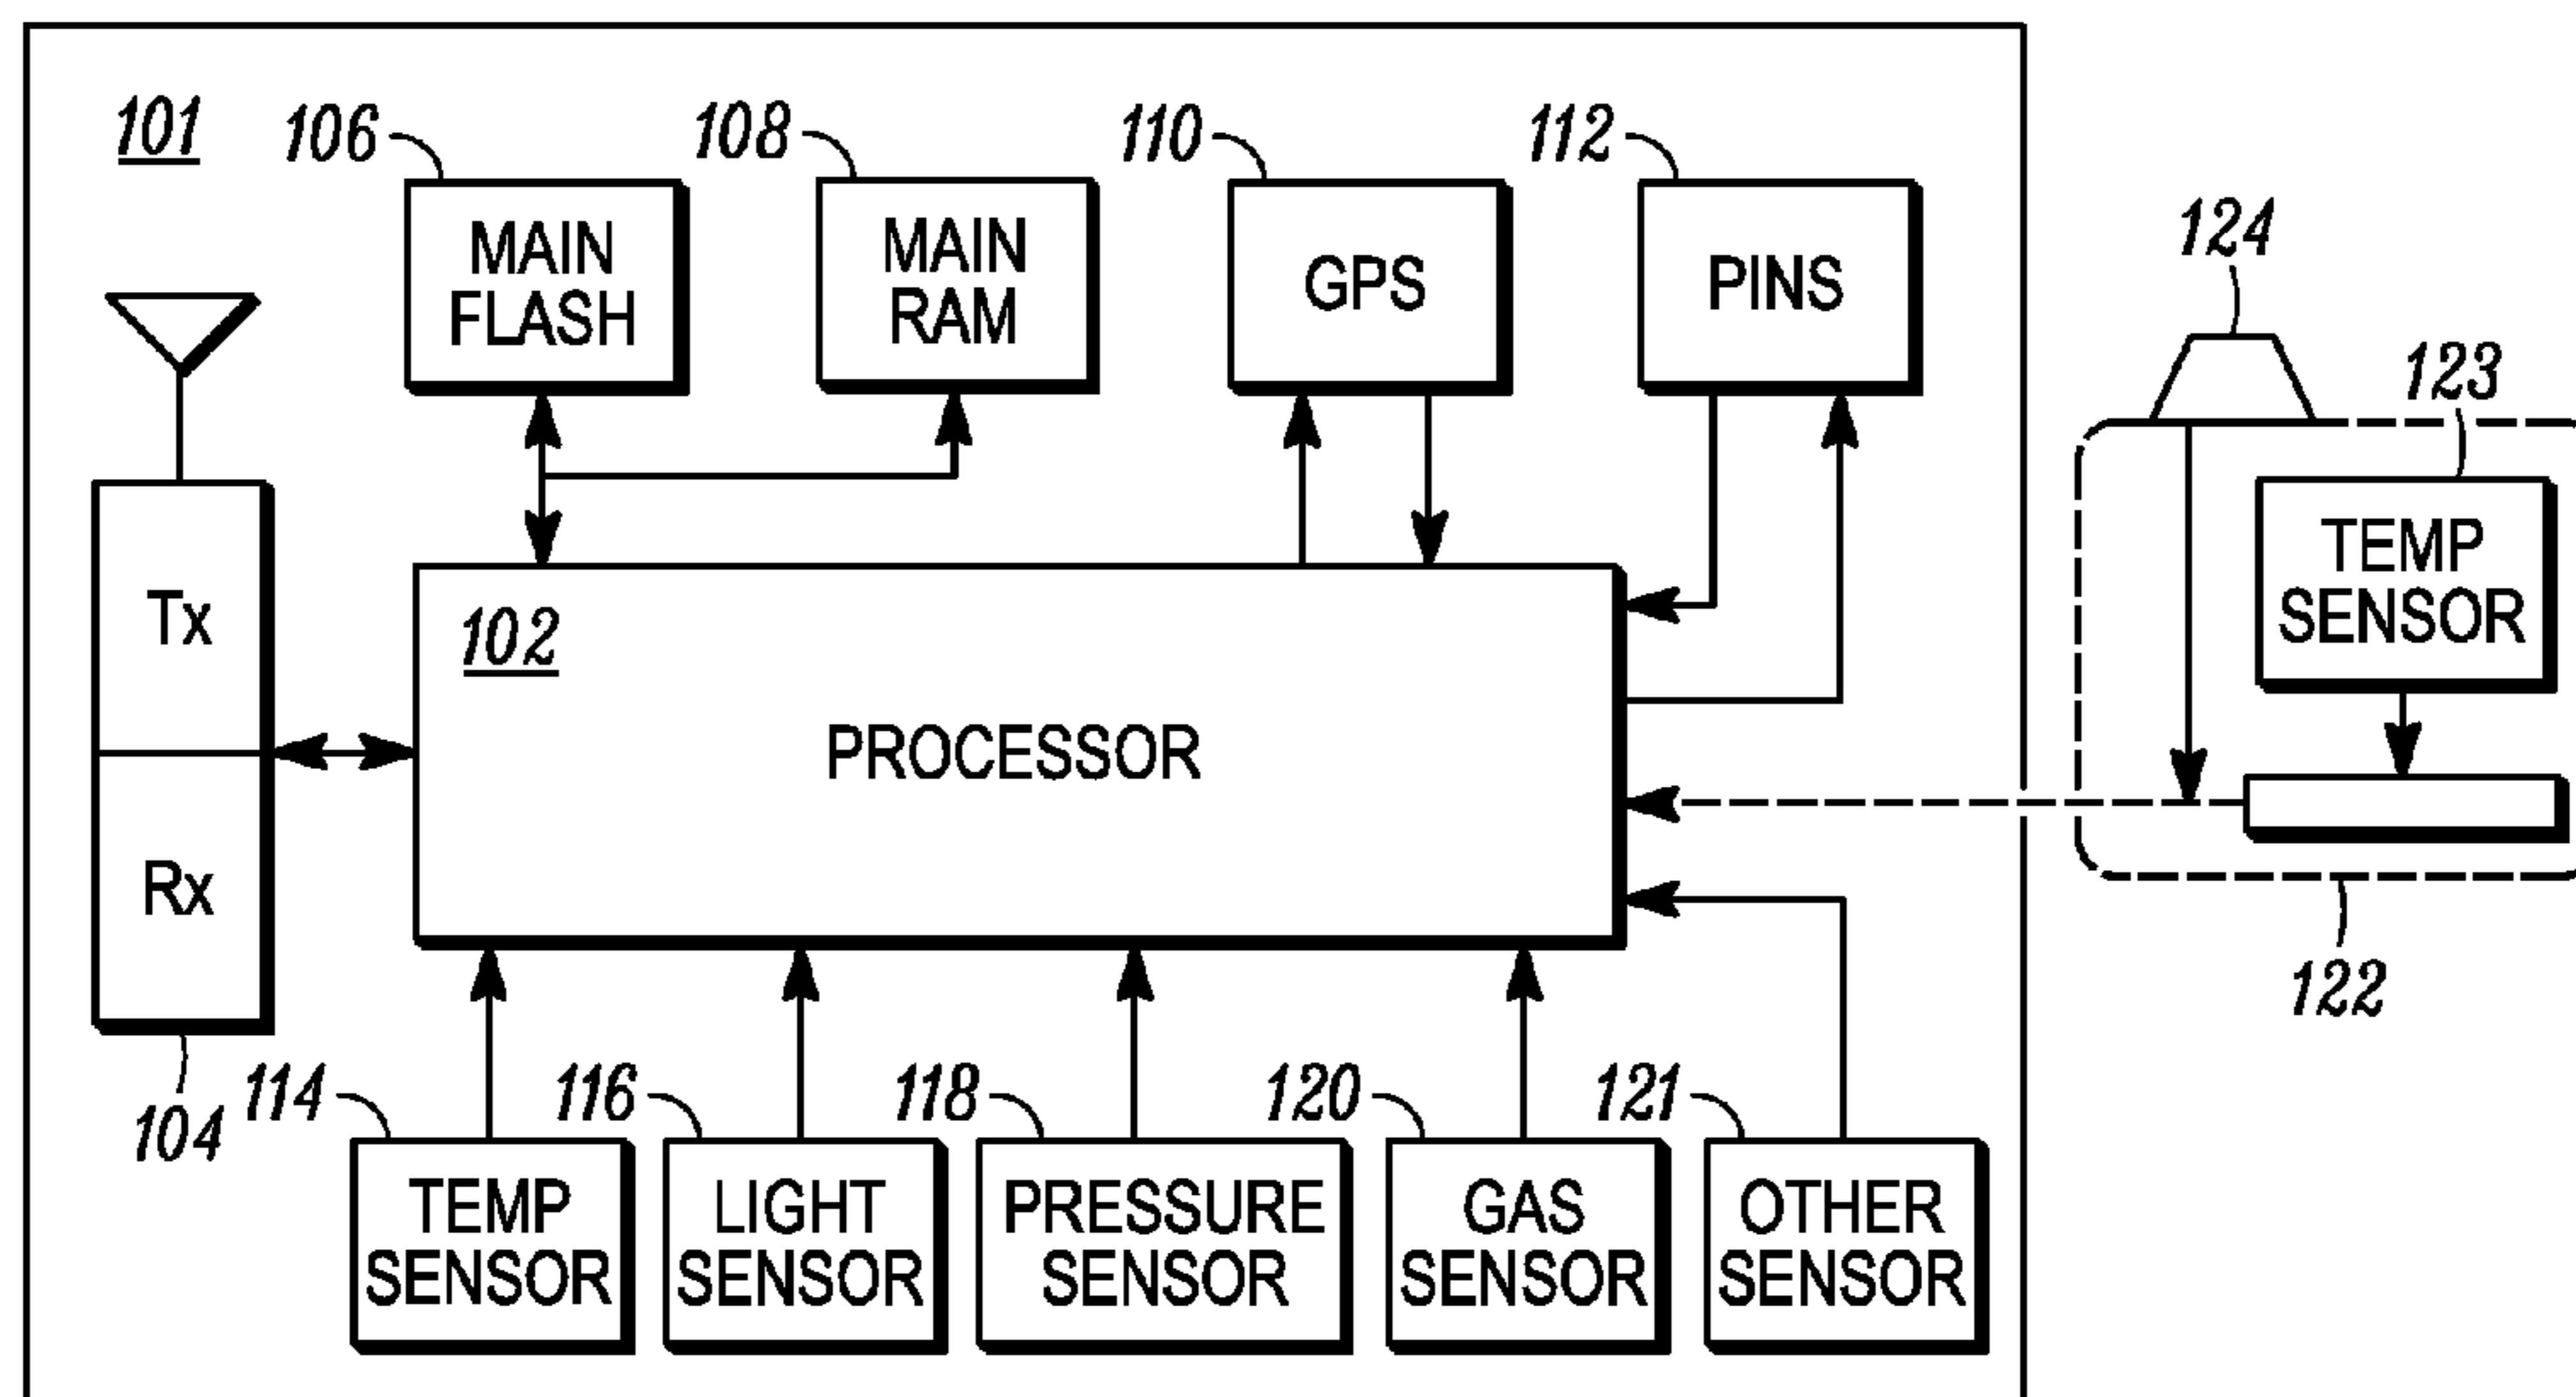 101
106
108
110
112
MAIN
FLASH
MAIN
RAM
GPS
PINS
124
123
TEMP
SENSOR
Tx
Rx
102
PROCESSOR
122
104
114
116
118
120
121
TEMP
SENSOR
LIGHT
SENSOR
PRESSURE
SENSOR
GAS
SENSOR
OTHER
SENSOR